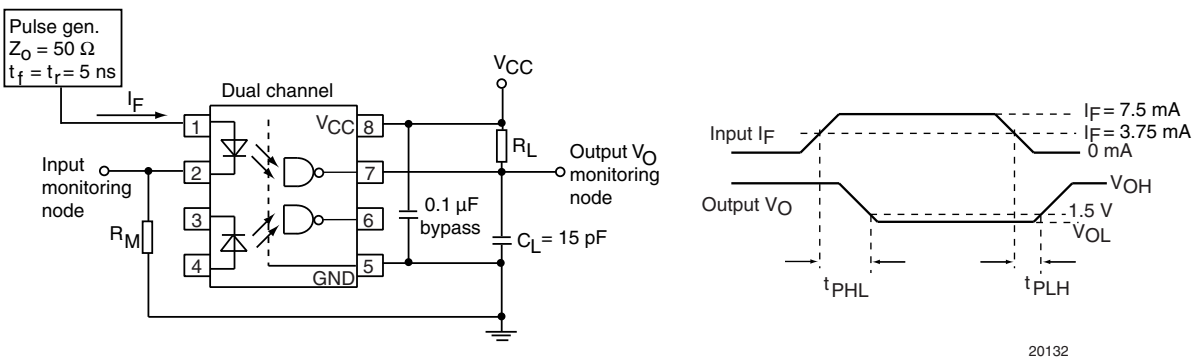 Pulse gen.
Z_O = 50 Ω
t_f = t_r = 5 ns
I_F
Dual channel
V_CC
1
V_CC 8
R_L
Input
monitoring
node
2
7
Output V_O
monitoring
node
3
6
0.1 µF
bypass
R_M
C_L = 15 pF
4
5
GND
Input I_F
I_F = 7.5 mA
I_F = 3.75 mA
0 mA
Output V_O
V_OH
1.5 V
V_OL
t_PHL
t_PLH
20132